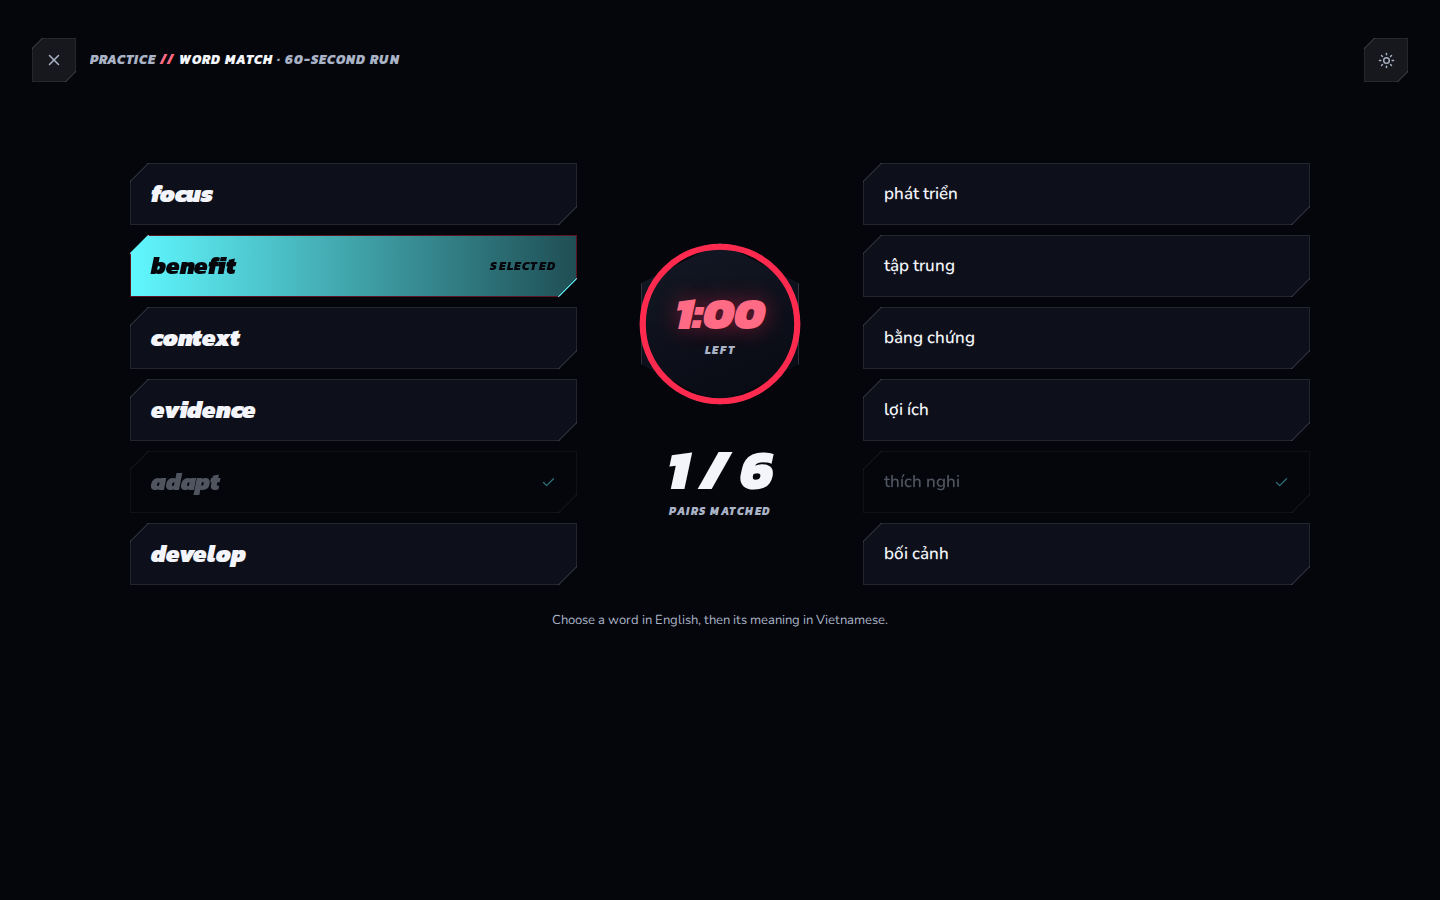 PRACTICE // WORD MATCH · 60-SECOND RUN
focus
benefit SELECTED
context
evidence
adapt
develop
1:00
LEFT
1 / 6
PAIRS MATCHED
phát triển
tập trung
bằng chứng
lợi ích
thích nghi
bối cảnh
Choose a word in English, then its meaning in Vietnamese.